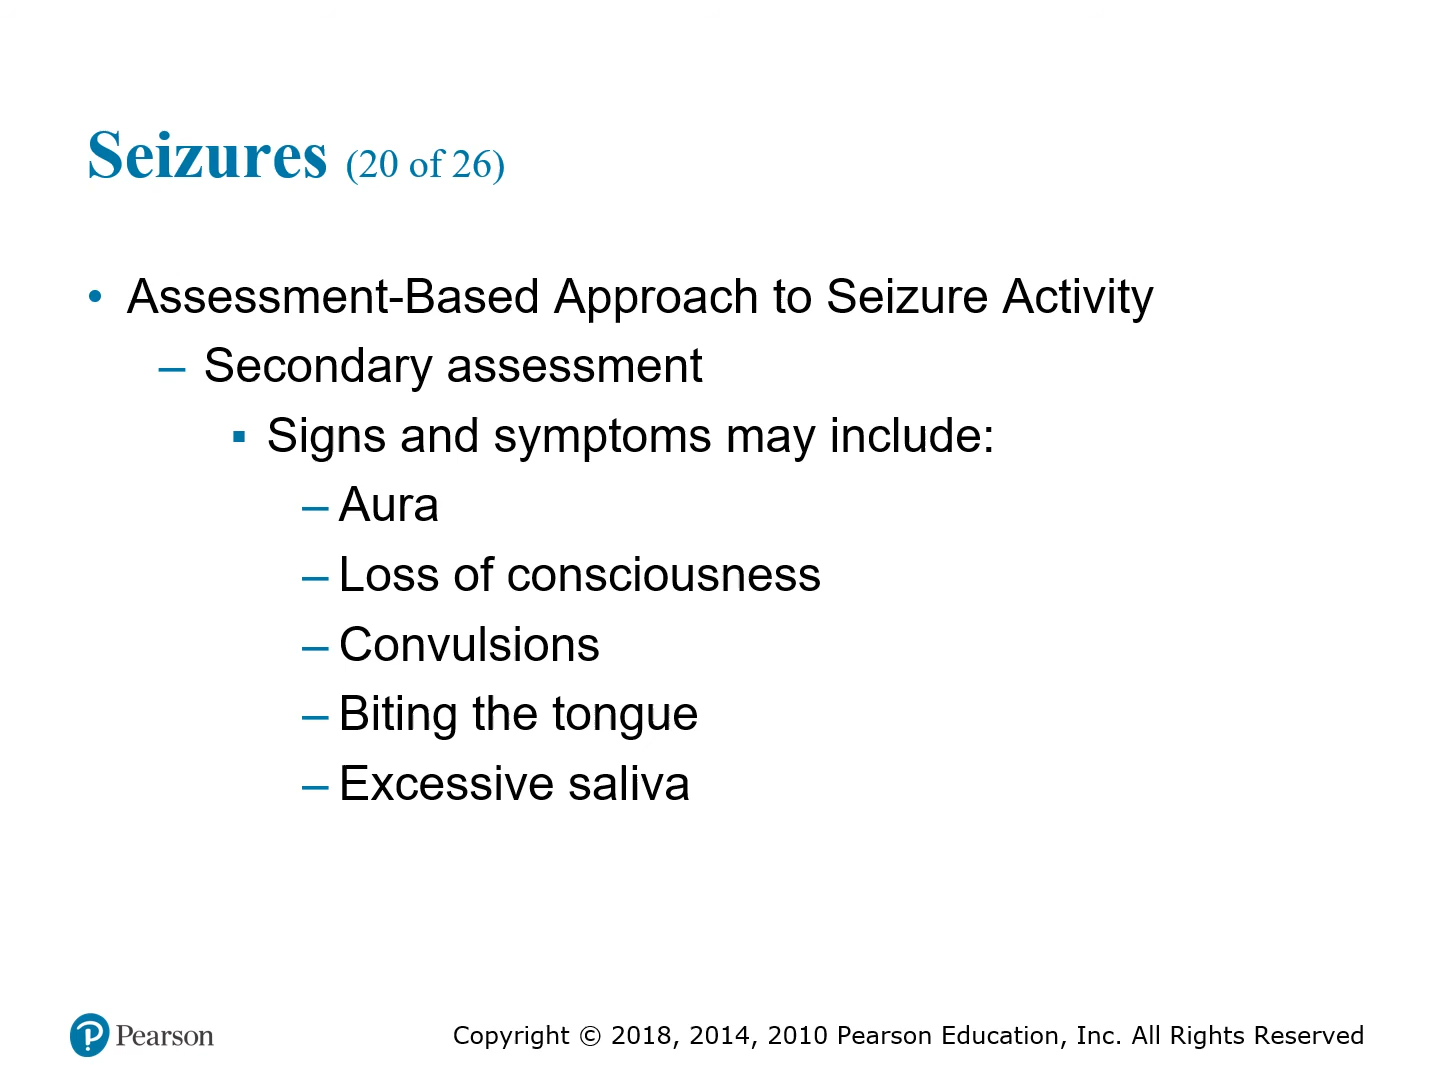 Seizures (20 of 26)
• Assessment-Based Approach to Seizure Activity
– Secondary assessment
▪ Signs and symptoms may include:
– Aura
– Loss of consciousness
– Convulsions
– Biting the tongue
– Excessive saliva
Pearson
Copyright © 2018, 2014, 2010 Pearson Education, Inc. All Rights Reserved